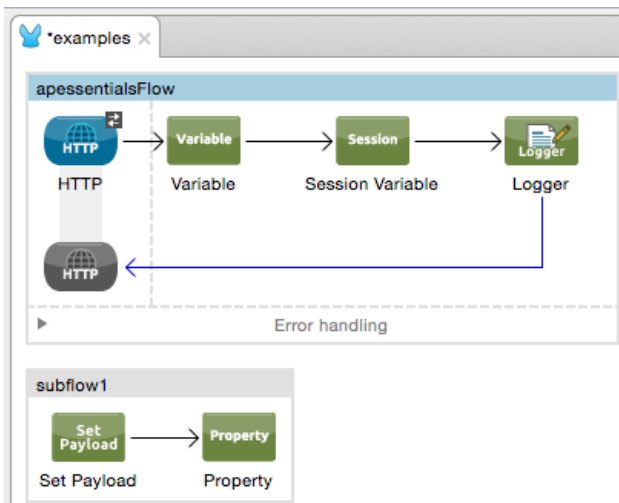 *examples
apessentialsFlow
HTTP Variable Session Logger
HTTP Variable Session Variable Logger
HTTP
Error handling
subflow1
Set Payload Property
Set Payload Property